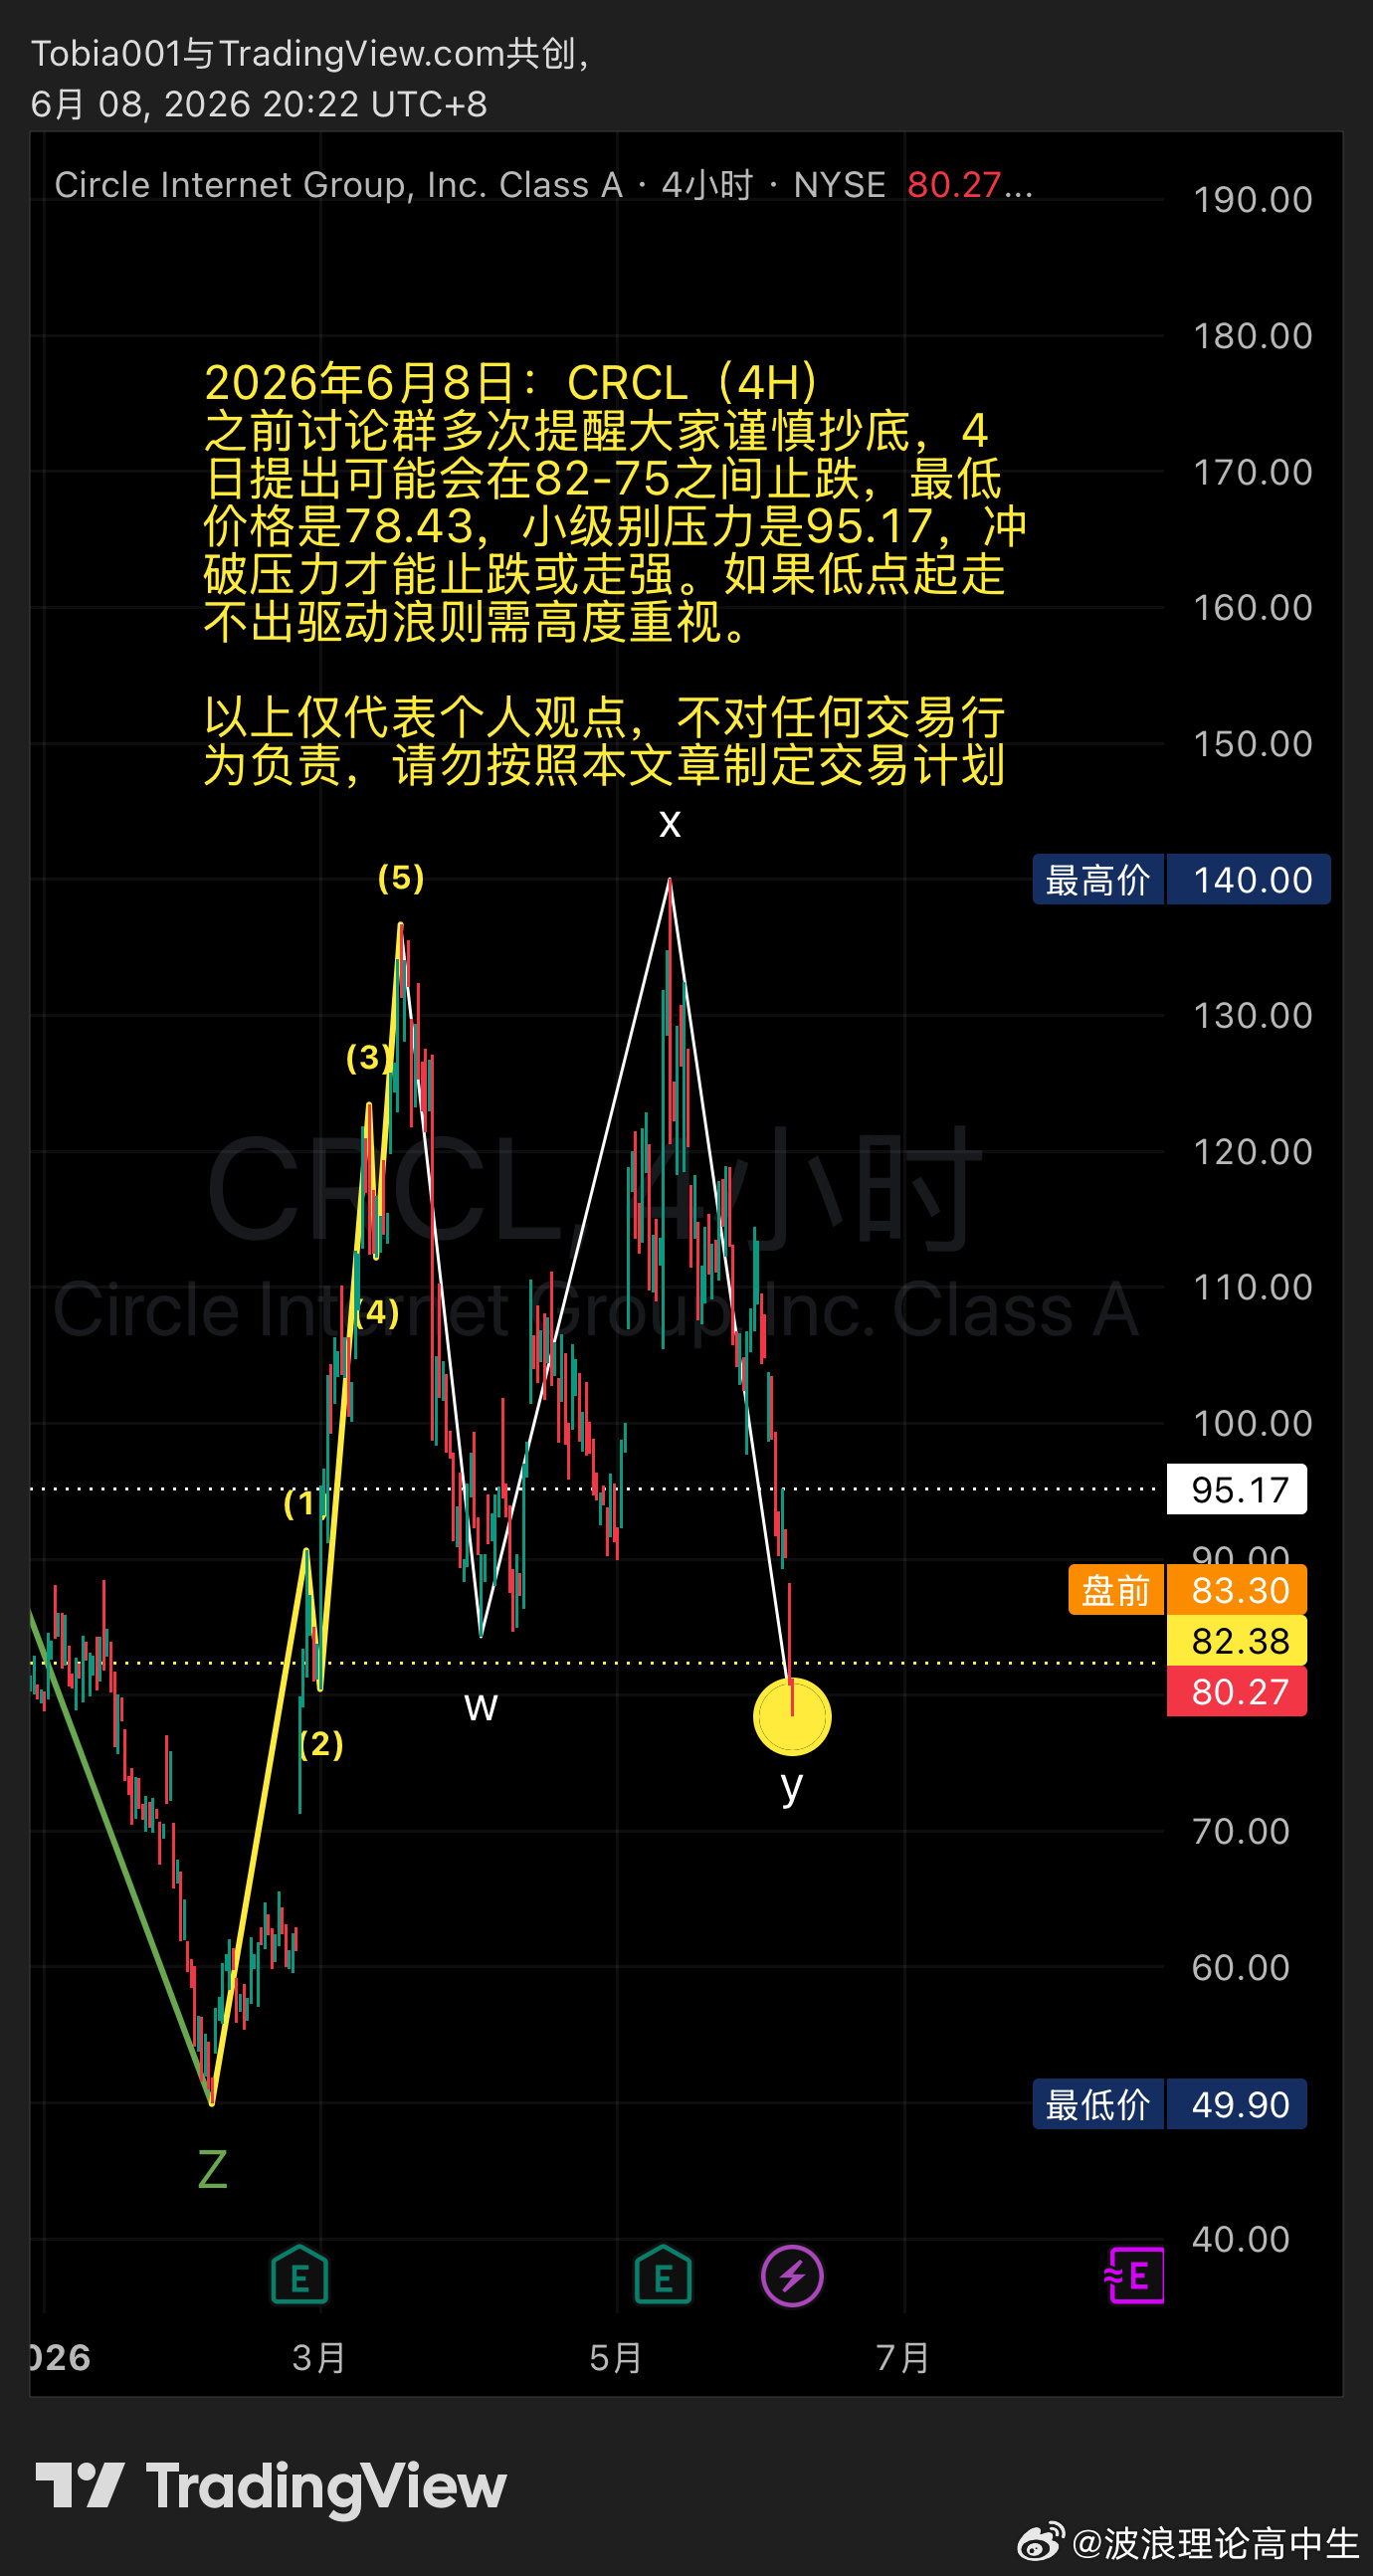 Tobia001与TradingView.com共创,
6月 08, 2026 20:22 UTC+8
Circle Internet Group, Inc. Class A · 4小时 · NYSE 80.27...
190.00
180.00
2026年6月8日：CRCL（4H）
之前讨论群多次提醒大家谨慎抄底，4
日提出可能会在82-75之间止跌，最低
价格是78.43，小级别压力是95.17，冲
破压力才能止跌或走强。如果低点起走
不出驱动浪则需高度重视。
170.00
160.00
以上仅代表个人观点，不对任何交易行
为负责，请勿按照本文章制定交易计划
150.00
x
(5)
最高价 140.00
130.00
(3)
CRCL, 4小时
120.00
Circle Internet Group, Inc. Class A
110.00
(4)
100.00
(1
95.17
90.00
盘前 83.30
82.38
80.27
w
(2)
y
70.00
60.00
最低价 49.90
Z
40.00
E
E
≈E
026
3月
5月
7月
TradingView
@波浪理论高中生